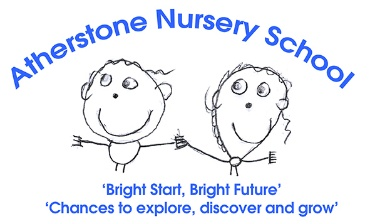 Atherstone Nursery School
'Bright Start, Bright Future'
'Chances to explore, discover and grow'